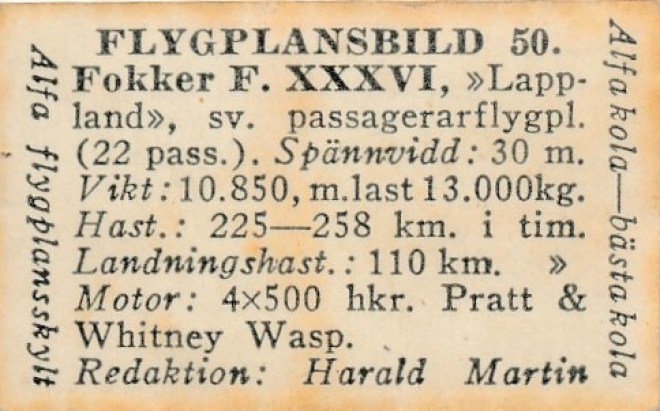 FLYGPLANSBILD 50.
Fokker F. XXXVI, »Lapp-
land», sv. passagerarflygpl.
(22 pass.). Spännvidd: 30 m.
Vikt: 10.850, m.last 13.000kg.
Hast.: 225—258 km. i tim.
Landningshast.: 110 km. »
Motor: 4×500 hkr. Pratt &
Whitney Wasp.
Redaktion: Harald Martin
Alfa flygplansskylt
Alfa kola—bästa kola